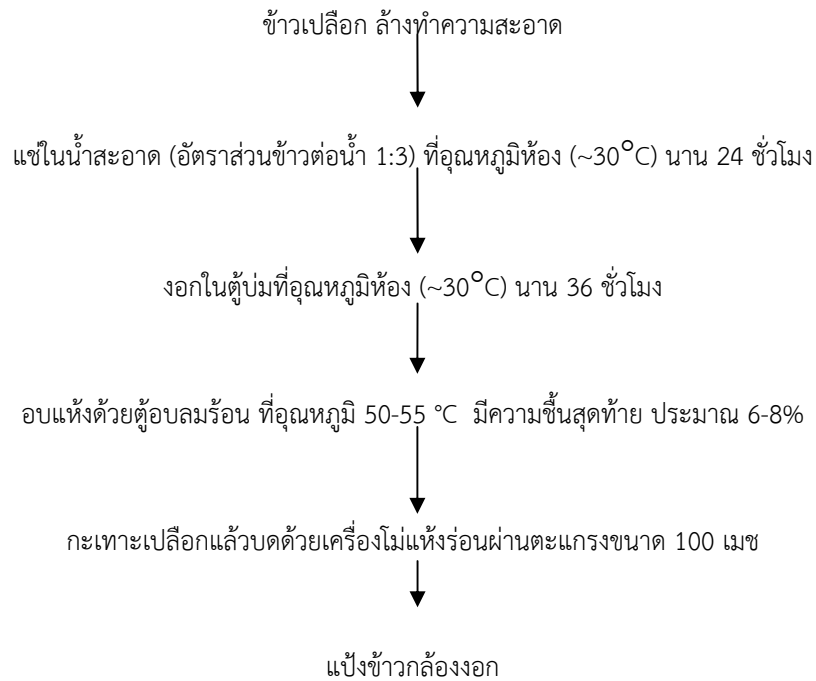 ข้าวเปลือก ล้างทำความสะอาด
แช่ในน้ำสะอาด (อัตราส่วนข้าวต่อน้ำ 1:3) ที่อุณหภูมิห้อง (~30°C) นาน 24 ชั่วโมง
งอกในตู้บ่มที่อุณหภูมิห้อง (~30°C) นาน 36 ชั่วโมง
อบแห้งด้วยตู้อบลมร้อน ที่อุณหภูมิ 50-55 °C มีความชื้นสุดท้าย ประมาณ 6-8%
กะเทาะเปลือกแล้วบดด้วยเครื่องโม่แห้งร่อนผ่านตะแกรงขนาด 100 เมช
แป้งข้าวกล้องงอก